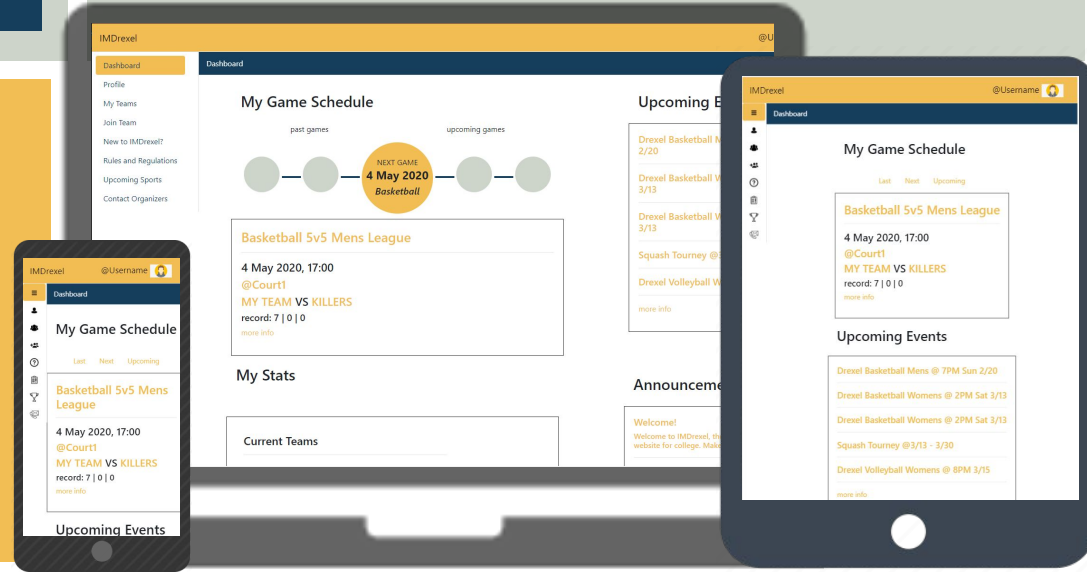 IMDrexel
@U
Dashboard
Profile
My Teams
Join Team
New to IMDrexel?
Rules and Regulations
Upcoming Sports
Contact Organizers
Dashboard
My Game Schedule
past games
upcoming games
NEXT GAME
4 May 2020
Basketball
Basketball 5v5 Mens League
4 May 2020, 17:00
@Court1
MY TEAM VS KILLERS
record: 7 | 0 | 0
more info
My Stats
Current Teams
Upcoming E
Drexel Basketball M
2/20
Drexel Basketball W
3/13
Drexel Basketball W
3/13
Squash Tourney @
Drexel Volleyball W
more info
Announceme
Welcome!
Welcome to IMDrexel, th
website for college. Make
IMDrexel
@Username
Dashboard
My Game Schedule
Last Next Upcoming
Basketball 5v5 Mens
League
4 May 2020, 17:00
@Court1
MY TEAM VS KILLERS
record: 7 | 0 | 0
more info
Upcoming Events
IMDrexel
@Username
Dashboard
My Game Schedule
Last Next Upcoming
Basketball 5v5 Mens League
4 May 2020, 17:00
@Court1
MY TEAM VS KILLERS
record: 7 | 0 | 0
more info
Upcoming Events
Drexel Basketball Mens @ 7PM Sun 2/20
Drexel Basketball Womens @ 2PM Sat 3/13
Drexel Basketball Womens @ 2PM Sat 3/13
Squash Tourney @3/13 - 3/30
Drexel Volleyball Womens @ 8PM 3/15
more info